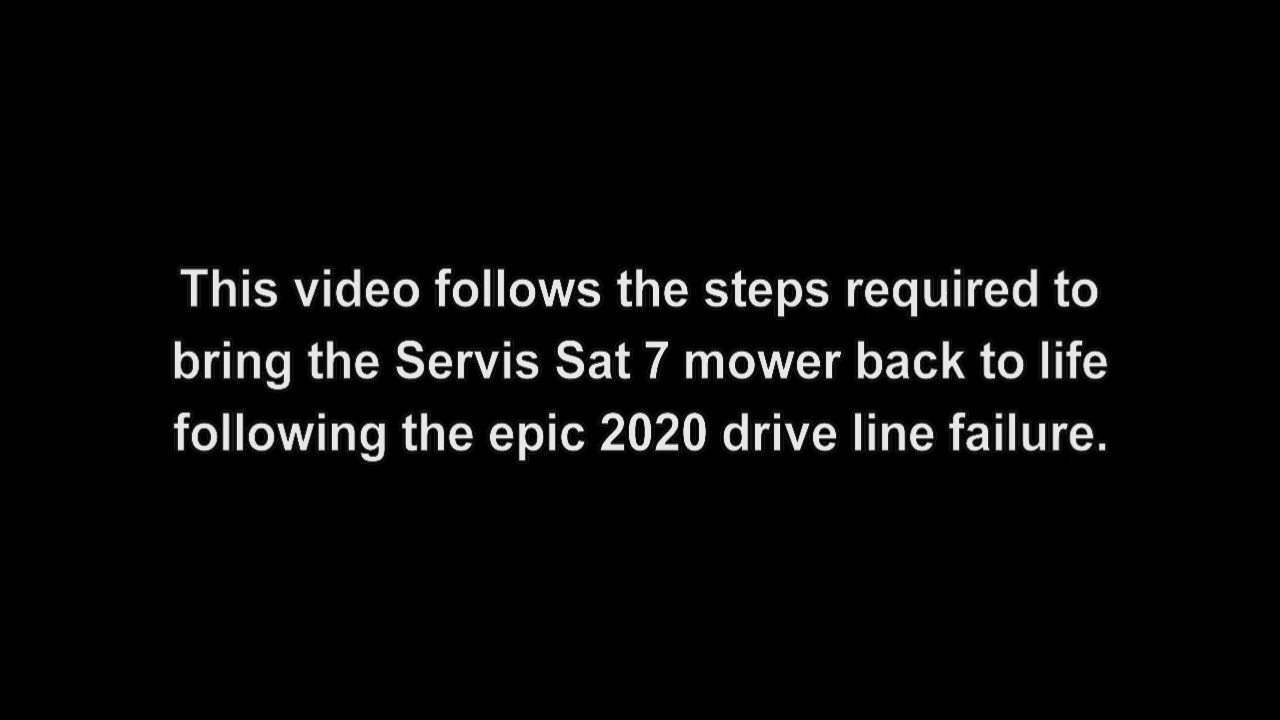 This video follows the steps required to
bring the Servis Sat 7 mower back to life
following the epic 2020 drive line failure.